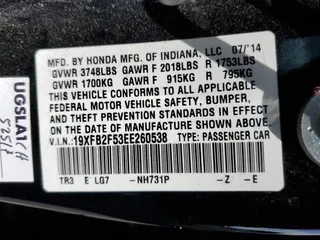 MFD. BY HONDA MFG. OF INDIANA, LLC 07/'14
GVWR 3748LBS GAWR F 2018LBS R 1753LBS
GVWR 1700KG GAWR F 915KG R 795KG
THIS VEHICLE CONFORMS TO ALL APPLICABLE
FEDERAL MOTOR VEHICLE SAFETY, BUMPER,
AND THEFT PREVENTION STANDARDS IN EFFECT
ON THE DATE OF MANUFACTURE SHOWN ABOVE.
V.I.N.: 19XFB2F53EE260538 TYPE: PASSENGER CAR
TR3 E LG7 -NH731P -Z -E